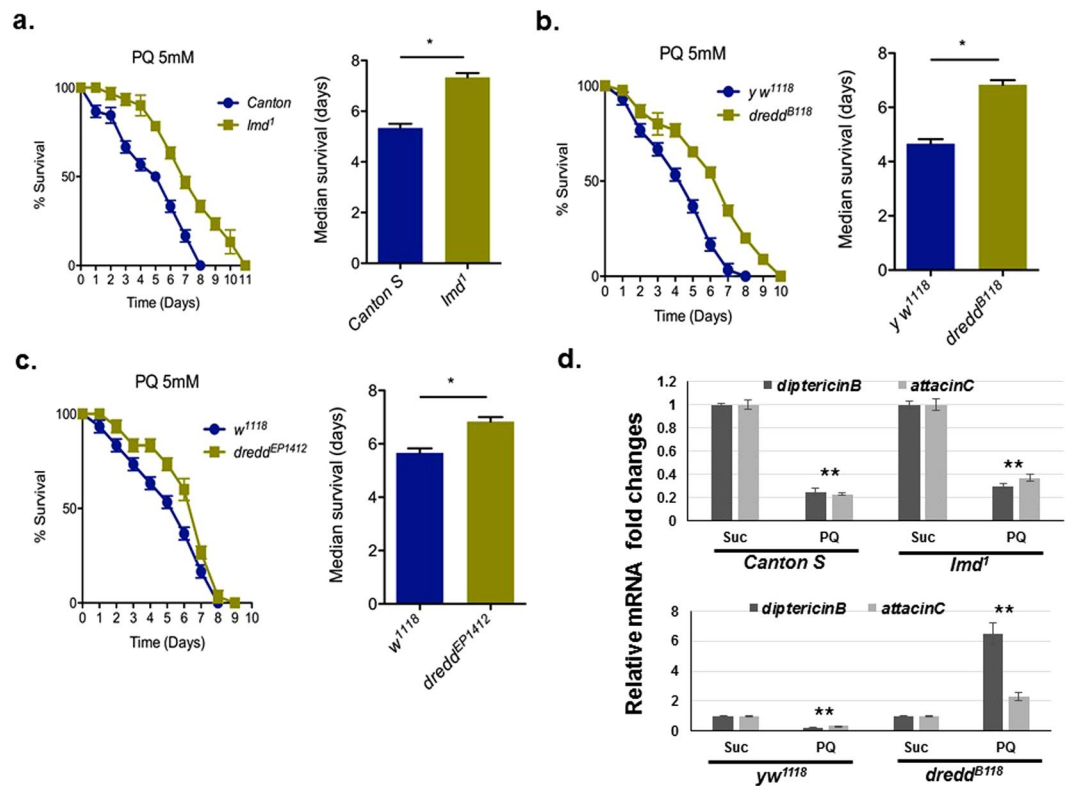 a.
PQ 5mM
% Survival
100
50
0
0 1 2 3 4 5 6 7 8 9 10 11
Time (Days)
Canton
Imd¹
Median survival (days)
8
6
4
2
0
*
Canton S
Imd¹
b.
PQ 5mM
% Survival
100
50
0
0 1 2 3 4 5 6 7 8 9 10
Time (Days)
y w¹¹¹⁸
dreddᴮ¹¹⁸
Median survival (days)
8
6
4
2
0
*
y w¹¹¹⁸
dreddᴮ¹¹⁸
c.
PQ 5mM
% Survival
100
50
0
0 1 2 3 4 5 6 7 8 9 10
Time (Days)
w¹¹¹⁸
dreddᴱᴾ¹⁴¹²
Median survival (days)
8
6
4
2
0
*
w¹¹¹⁸
dreddᴱᴾ¹⁴¹²
d.
Relative mRNA fold changes
1.2
1
0.8
0.6
0.4
0.2
0
diptericinB attacinC
** **
Suc PQ Suc PQ
Canton S Imd¹
8
6
4
2
0
diptericinB attacinC
** **
Suc PQ Suc PQ
yw¹¹¹⁸ dreddᴮ¹¹⁸